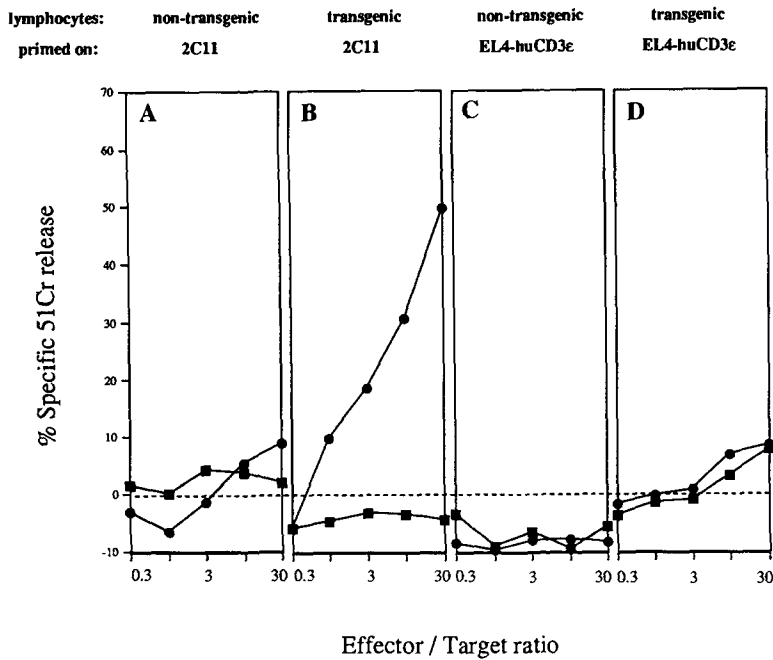 lymphocytes: non-transgenic transgenic non-transgenic transgenic
primed on: 2C11 2C11 EL4-huCD3ε EL4-huCD3ε
A B C D
70
60
50
40
30
20
10
0
-10
% Specific 51Cr release
0.3 3 30 0.3 3 30 0.3 3 30 0.3 3 30
Effector / Target ratio